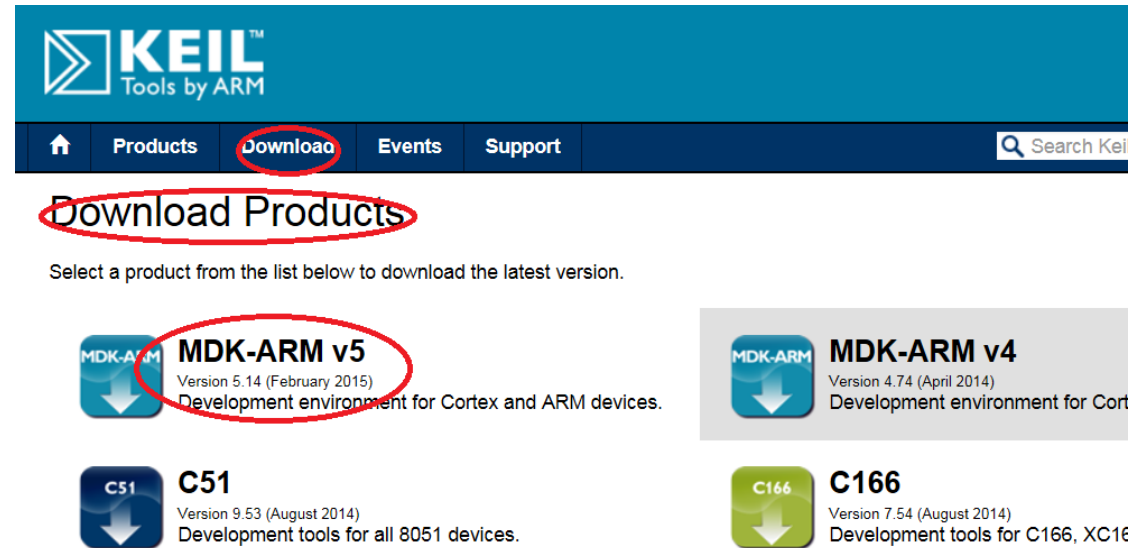 KEIL™
Tools by ARM
Products Download Events Support Search Keil
Download Products
Select a product from the list below to download the latest version.
MDK-ARM
MDK-ARM v5
Version 5.14 (February 2015)
Development environment for Cortex and ARM devices.
MDK-ARM
MDK-ARM v4
Version 4.74 (April 2014)
Development environment for Cort
C51
C51
Version 9.53 (August 2014)
Development tools for all 8051 devices.
C166
C166
Version 7.54 (August 2014)
Development tools for C166, XC16